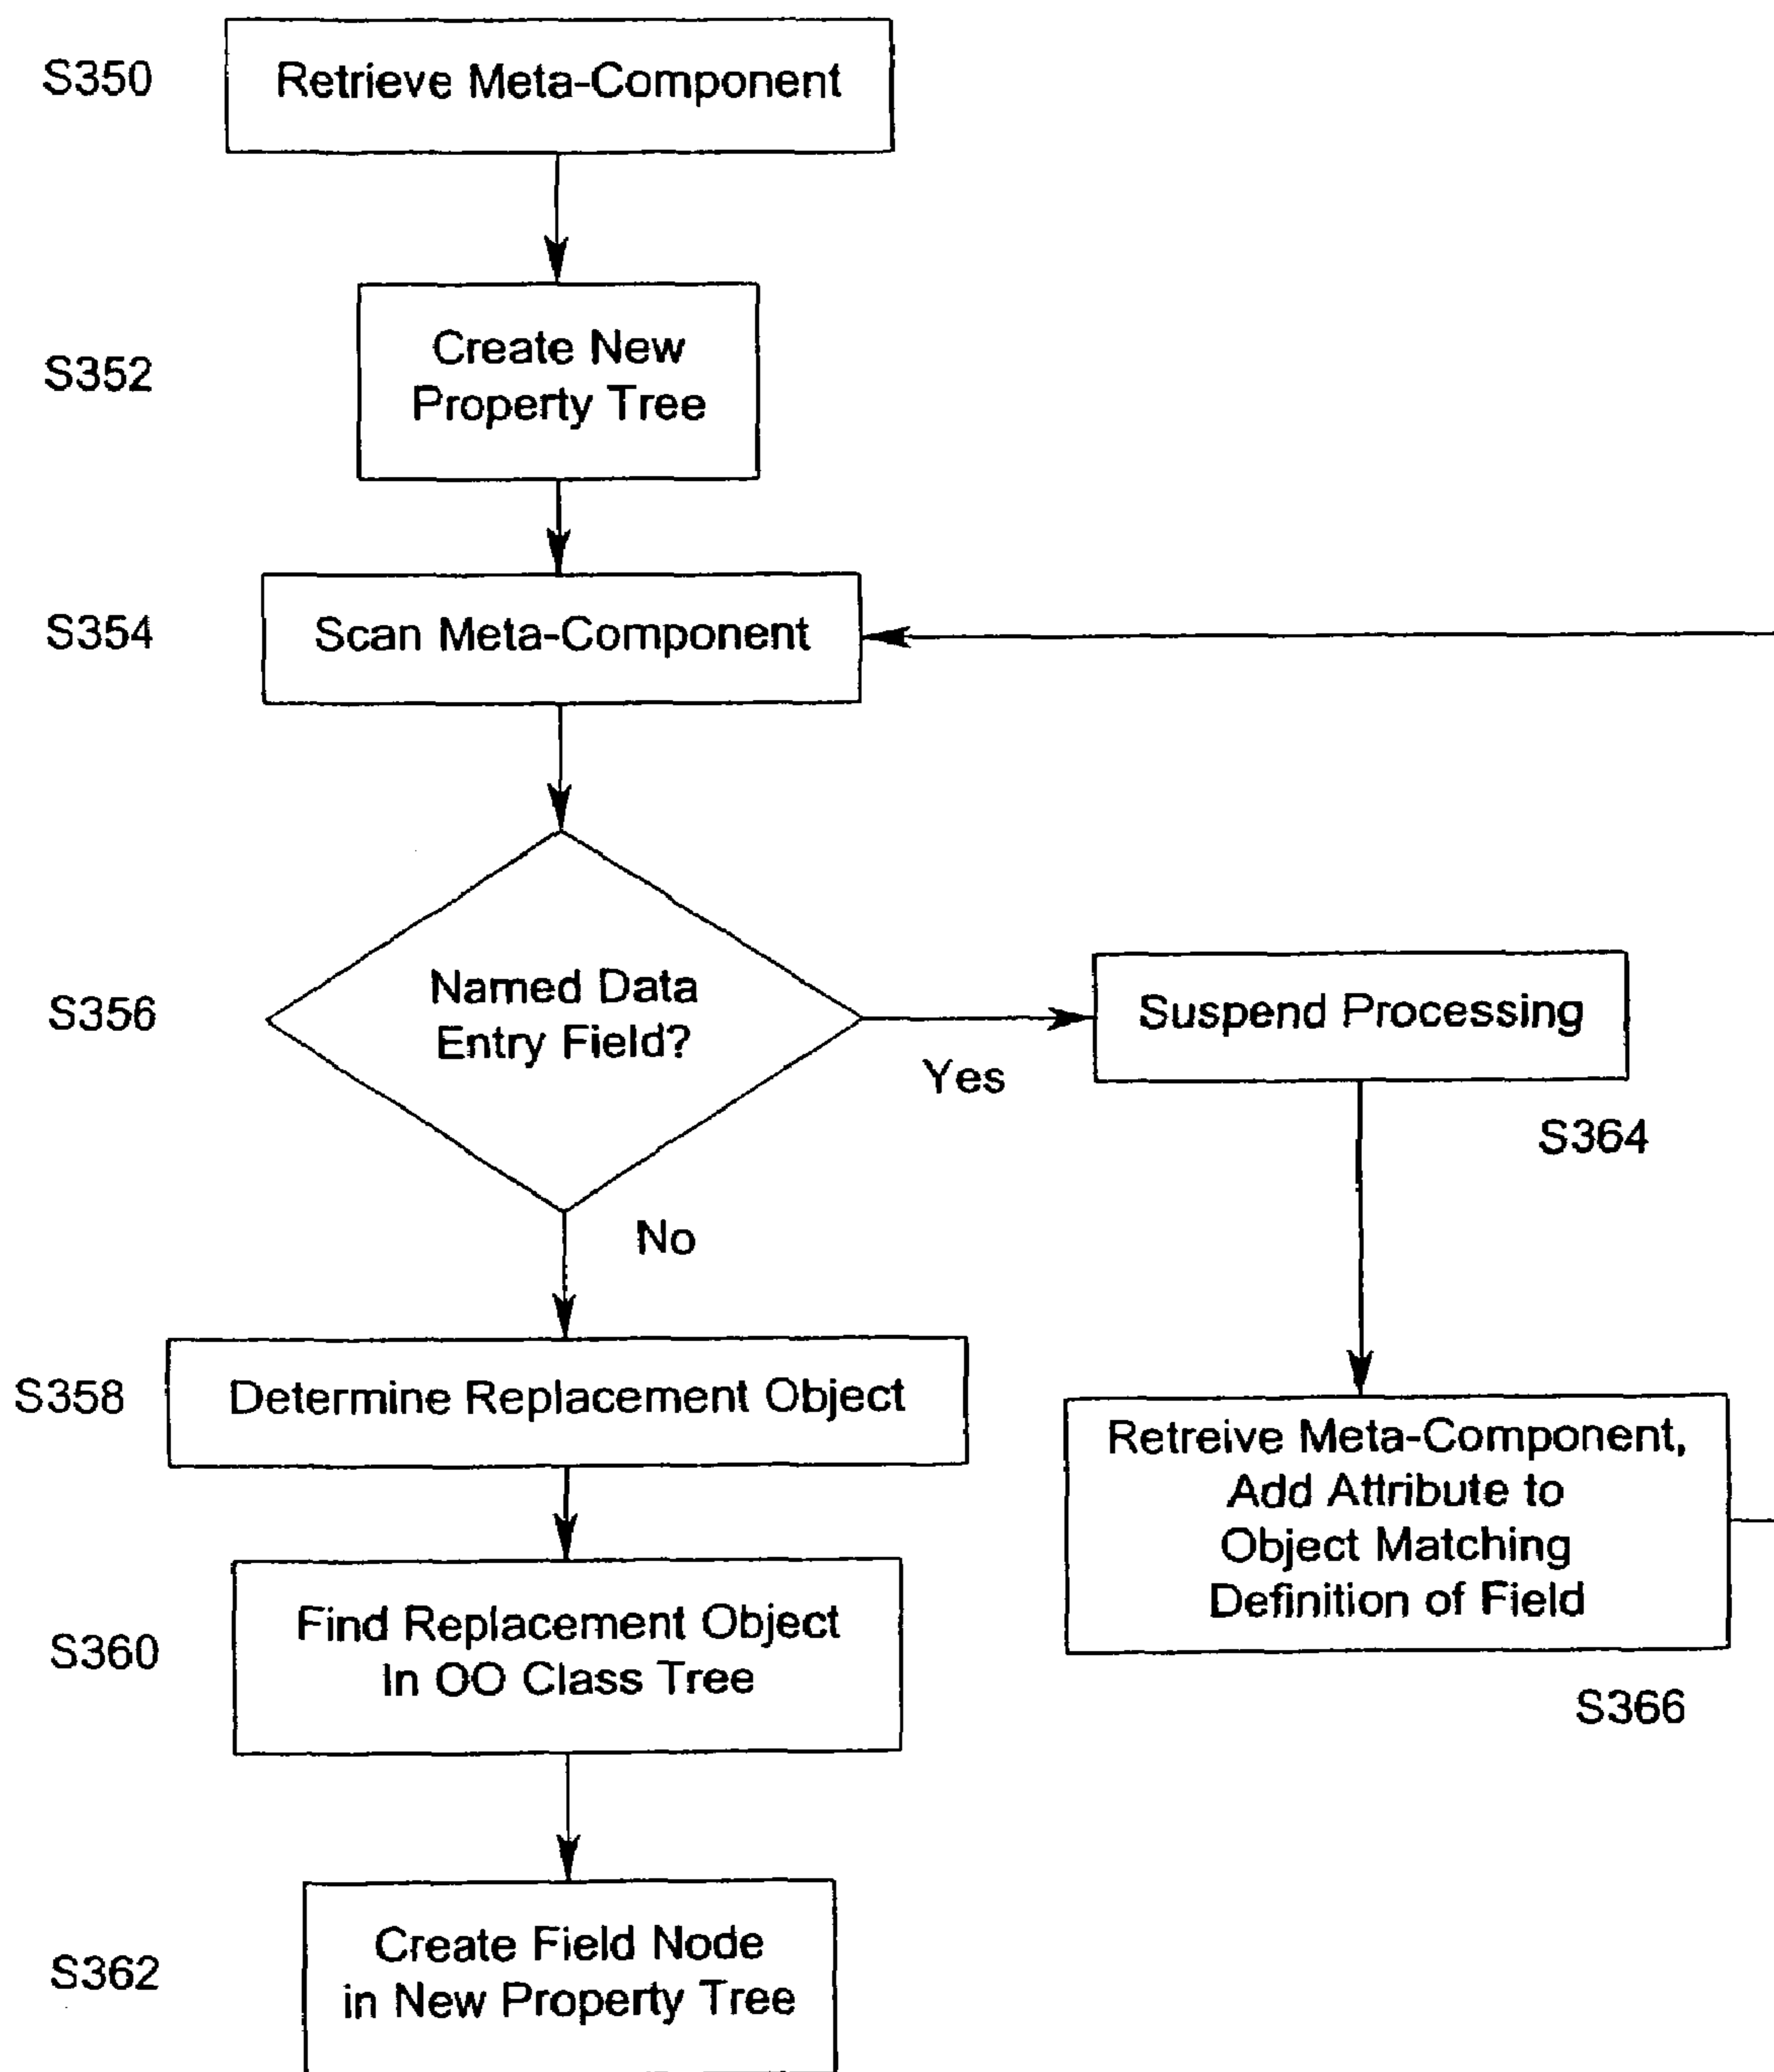 S350
Retrieve Meta-Component
S352
Create New
Property Tree
S354
Scan Meta-Component
S356
Named Data
Entry Field?
Yes
Suspend Processing
S364
No
S358
Determine Replacement Object
Retreive Meta-Component,
Add Attribute to
Object Matching
Definition of Field
S366
S360
Find Replacement Object
In OO Class Tree
S362
Create Field Node
in New Property Tree